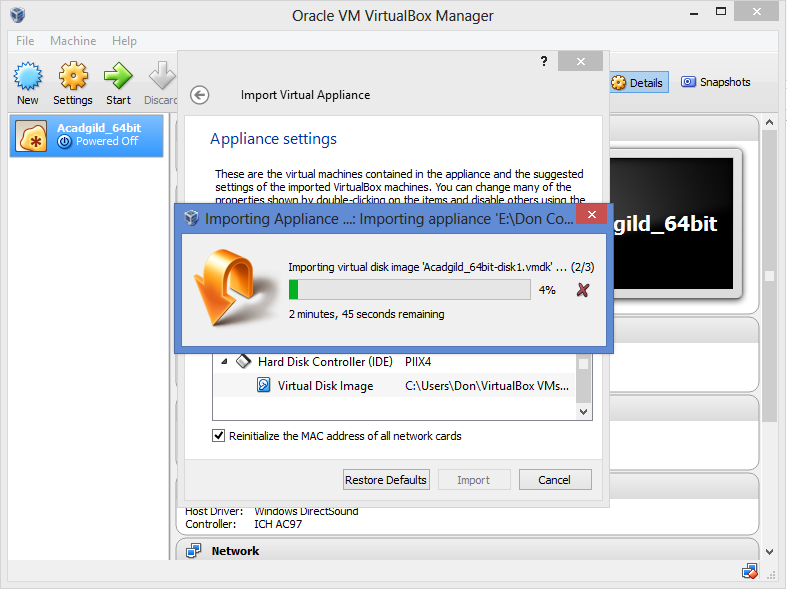 Oracle VM VirtualBox Manager
File Machine Help
New Settings Start Discard
Details Snapshots
Acadgild_64bit
Powered Off
?
Import Virtual Appliance
Appliance settings
These are the virtual machines contained in the appliance and the suggested
settings of the imported VirtualBox machines. You can change many of the
properties shown by double-clicking on the items and disable others using the
gild_64bit
Importing Appliance ...: Importing appliance 'E:\Don Co...
Importing virtual disk image 'Acadgild_64bit-disk1.vmdk' ... (2/3)
4%
2 minutes, 45 seconds remaining
Hard Disk Controller (IDE) PIIX4
Virtual Disk Image C:\Users\Don\VirtualBox VMs...
Reinitialize the MAC address of all network cards
Restore Defaults Import Cancel
Host Driver: Windows DirectSound
Controller: ICH AC97
Network